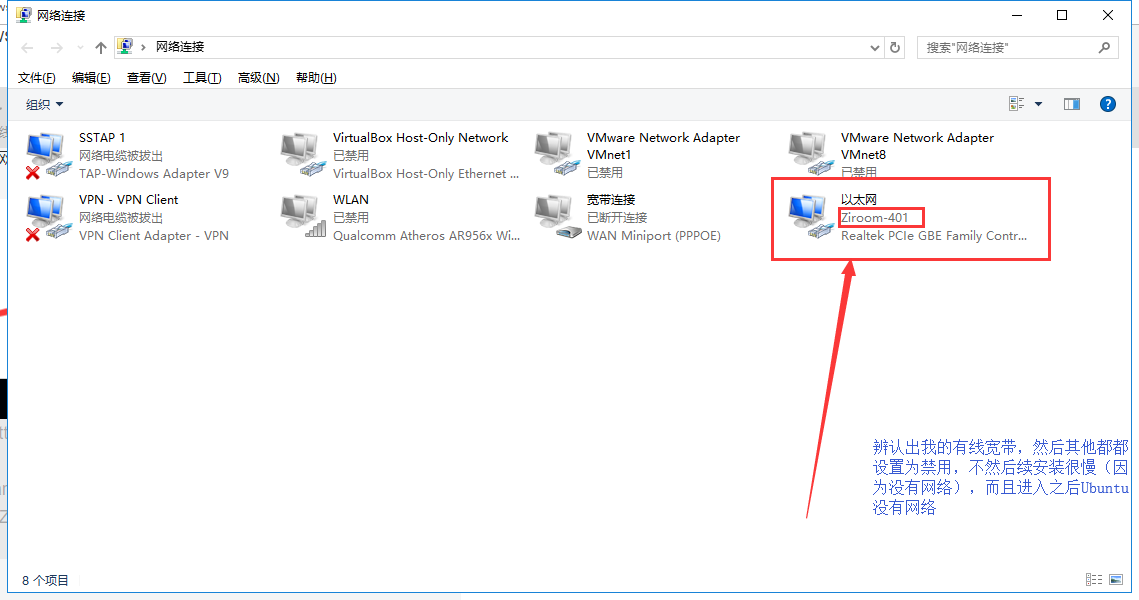 网络连接
网络连接
搜索"网络连接"
文件(F) 编辑(E) 查看(V) 工具(T) 高级(N) 帮助(H)
组织
SSTAP 1
网络电缆被拔出
TAP-Windows Adapter V9
VirtualBox Host-Only Network
已禁用
VirtualBox Host-Only Ethernet ...
VMware Network Adapter
VMnet1
已禁用
VMware Network Adapter
VMnet8
已禁用
VPN - VPN Client
网络电缆被拔出
VPN Client Adapter - VPN
WLAN
已禁用
Qualcomm Atheros AR956x Wi...
宽带连接
已断开连接
WAN Miniport (PPPOE)
以太网
Ziroom-401
Realtek PCIe GBE Family Contr...
辨认出我的有线宽带，然后其他都都
设置为禁用，不然后续安装很慢（因
为没有网络），而且进入之后Ubuntu
没有网络
8 个项目